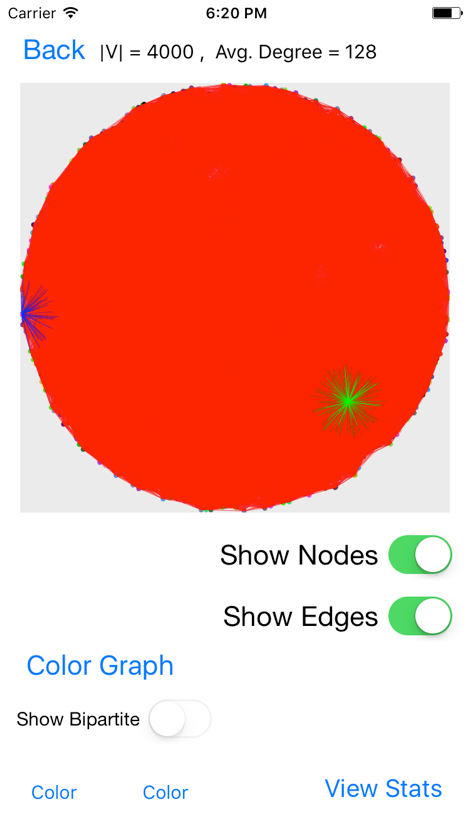 Carrier 6:20 PM
Back |V| = 4000 , Avg. Degree = 128
Show Nodes
Show Edges
Color Graph
Show Bipartite
Color Color View Stats